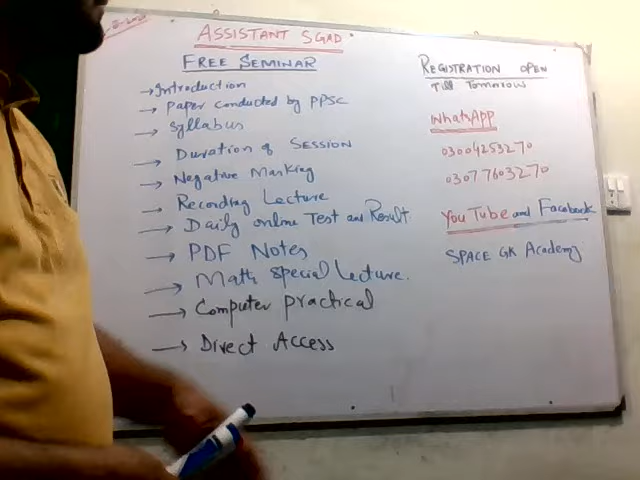 ASSISTANT SGAD
FREE SEMINAR
→ Introduction
→ Paper conducted by PPSC
→ Syllabus
→ Duration of SESSION
→ Negative Marking
→ Recording Lecture
→ Daily online Test and Result
→ PDF Notes
→ Math special Lecture.
→ Computer practical
→ Direct Access
REGISTRATION OPEN
Till Tomorrow
WhatsApp
03004253270
03077603270
YouTube and Facebook
SPACE GK Academy